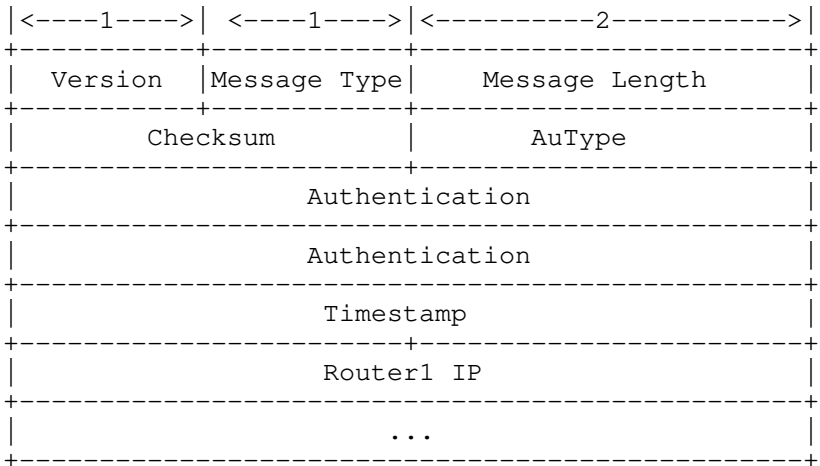 |<----1---->| <----1---->|<----------2----------->|
+-----------+------------+------------------------+
| Version |Message Type| Message Length |
+-----------+------------+------------------------+
| Checksum | AuType |
+------------------------+------------------------+
| Authentication |
+-------------------------------------------------+
| Authentication |
+-------------------------------------------------+
| Timestamp |
+------------------------+------------------------+
| Router1 IP |
+-------------------------------------------------+
| ... |
+-------------------------------------------------+